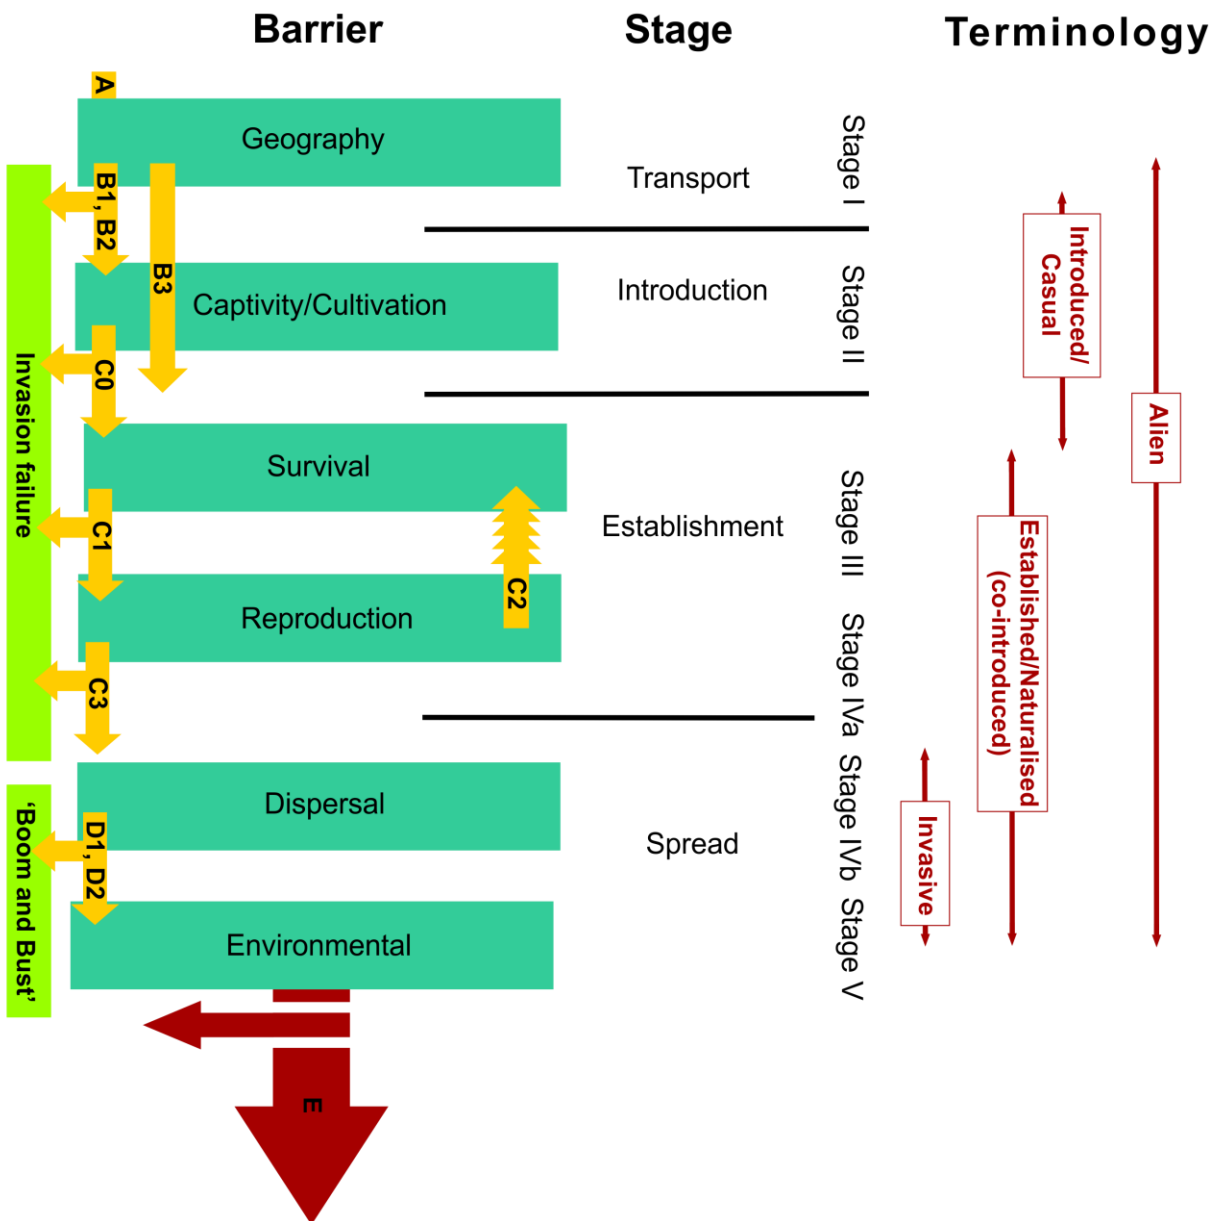 Barrier
Stage
Terminology
A
Geography
Transport
Stage I
B1, B2
B3
Introduced/
Casual
Captivity/Cultivation
Introduction
Stage II
Invasion failure
C0
Alien
Survival
Establishment
Stage III
C1
C2
Established/Naturalised
(co-introduced)
Reproduction
Stage IVa
C3
Dispersal
Spread
Stage IVb
'Boom and Bust'
D1, D2
Invasive
Environmental
Stage V
E